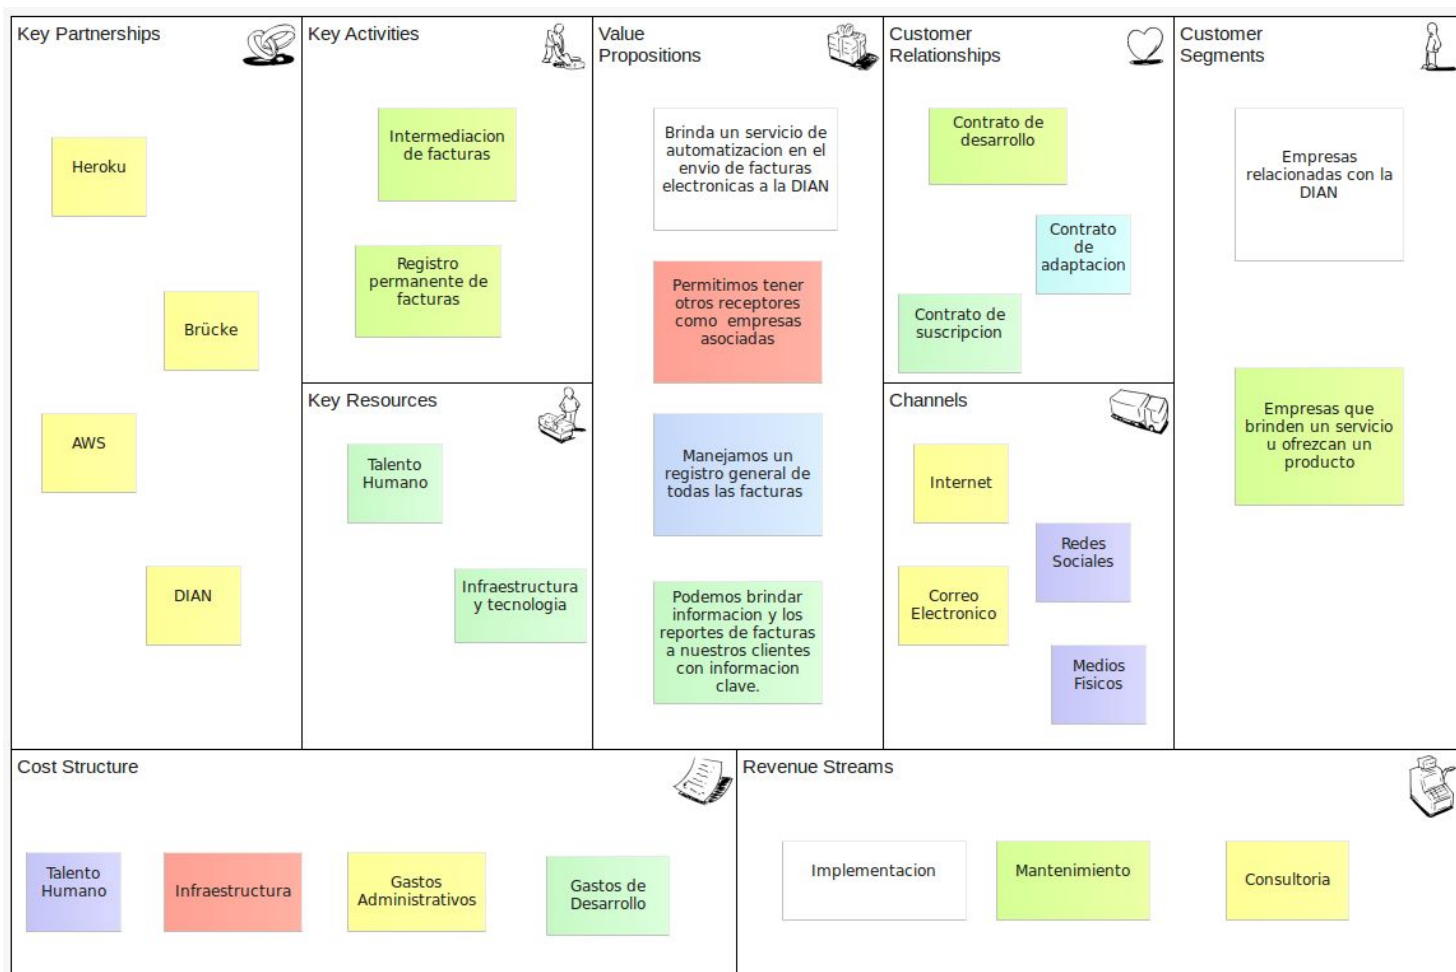 Key Partnerships
Heroku
Brücke
AWS
DIAN
Key Activities
Intermediacion
de facturas
Registro
permanente de
facturas
Key Resources
Talento
Humano
Infraestructura
y tecnologia
Value
Propositions
Brinda un servicio de
automatizacion en el
envio de facturas
electronicas a la DIAN
Permitimos tener
otros receptores
como empresas
asociadas
Manejamos un
registro general de
todas las facturas
Podemos brindar
informacion y los
reportes de facturas
a nuestros clientes
con informacion
clave.
Customer
Relationships
Contrato de
desarrollo
Contrato
de
adaptacion
Contrato de
suscripcion
Channels
Internet
Redes
Sociales
Correo
Electronico
Medios
Fisicos
Customer
Segments
Empresas
relacionadas con la
DIAN
Empresas que
brinden un servicio
u ofrezcan un
producto
Cost Structure
Talento
Humano
Infraestructura
Gastos
Administrativos
Gastos de
Desarrollo
Revenue Streams
Implementacion
Mantenimiento
Consultoria